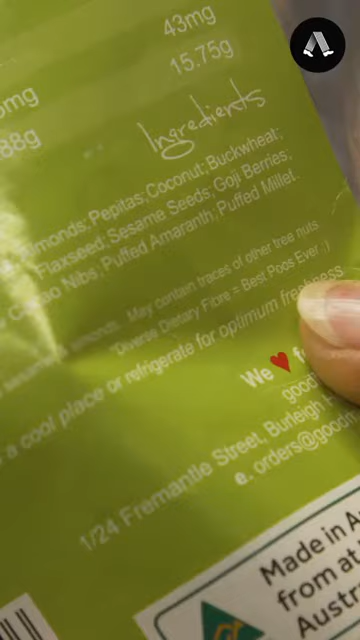 43mg
15.75g
88g
Ingredients
Almonds; Pepitas; Coconut; Buckwheat;
Flaxseed; Sesame Seeds; Goji Berries;
Cacao Nibs; Puffed Amaranth; Puffed Millet.
almonds. May contain traces of other tree nuts.
*Diverse Dietary Fibre = Best Poos Ever :)
a cool place or refrigerate for optimum freshness
We ♥
1/24 Fremantle Street, Burleigh
e. orders@good
Made in
from at
Austr